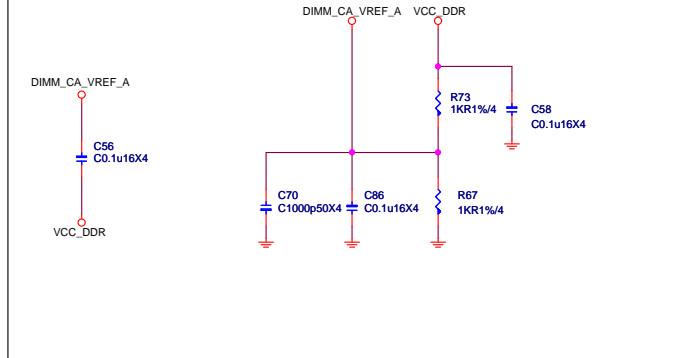 DIMM_CA_VREF_A VCC_DDR
DIMM_CA_VREF_A
R73
1KR1%/4
C58
C0.1u16X4
C56
C0.1u16X4
C70
C1000p50X4
C86
C0.1u16X4
R67
1KR1%/4
VCC_DDR